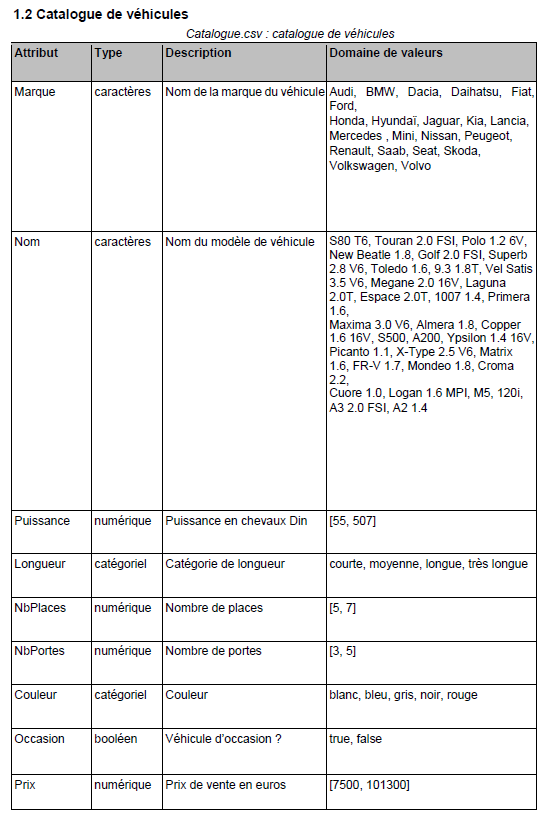 1.2 Catalogue de véhicules
Catalogue.csv : catalogue de véhicules
Attribut Type Description Domaine de valeurs
Marque caractères Nom de la marque du véhicule Audi, BMW, Dacia, Daihatsu, Fiat,
Ford,
Honda, Hyundaï, Jaguar, Kia, Lancia,
Mercedes , Mini, Nissan, Peugeot,
Renault, Saab, Seat, Skoda,
Volkswagen, Volvo
Nom caractères Nom du modèle de véhicule S80 T6, Touran 2.0 FSI, Polo 1.2 6V,
New Beatle 1.8, Golf 2.0 FSI, Superb
2.8 V6, Toledo 1.6, 9.3 1.8T, Vel Satis
3.5 V6, Megane 2.0 16V, Laguna
2.0T, Espace 2.0T, 1007 1.4, Primera
1.6,
Maxima 3.0 V6, Almera 1.8, Copper
1.6 16V, S500, A200, Ypsilon 1.4 16V,
Picanto 1.1, X-Type 2.5 V6, Matrix
1.6, FR-V 1.7, Mondeo 1.8, Croma
2.2,
Cuore 1.0, Logan 1.6 MPI, M5, 120i,
A3 2.0 FSI, A2 1.4
Puissance numérique Puissance en chevaux Din [55, 507]
Longueur catégoriel Catégorie de longueur courte, moyenne, longue, très longue
NbPlaces numérique Nombre de places [5, 7]
NbPortes numérique Nombre de portes [3, 5]
Couleur catégoriel Couleur blanc, bleu, gris, noir, rouge
Occasion booléen Véhicule d'occasion ? true, false
Prix numérique Prix de vente en euros [7500, 101300]